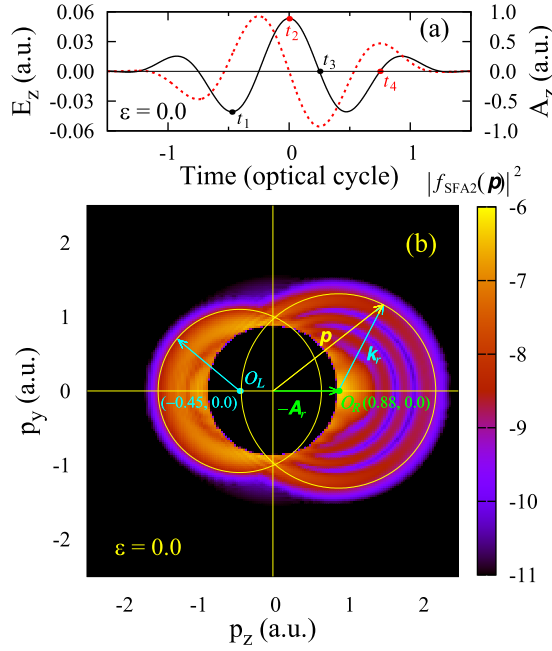 0.06
0.03
0.00
-0.03
-0.06
E_z (a.u.)
(a)
t_2
t_3
t_1
t_4
ε = 0.0
1.0
0.5
0.0
-0.5
-1.0
A_z (a.u.)
-1 0 1
Time (optical cycle)
|f_SFA2(p)|^2
2
1
0
-1
-2
p_y (a.u.)
(b)
p
k_r
O_L
(−0.45, 0.0)
−A_r
O_R(0.88, 0.0)
ε = 0.0
-6
-7
-8
-9
-10
-11
-2 -1 0 1 2
p_z (a.u.)